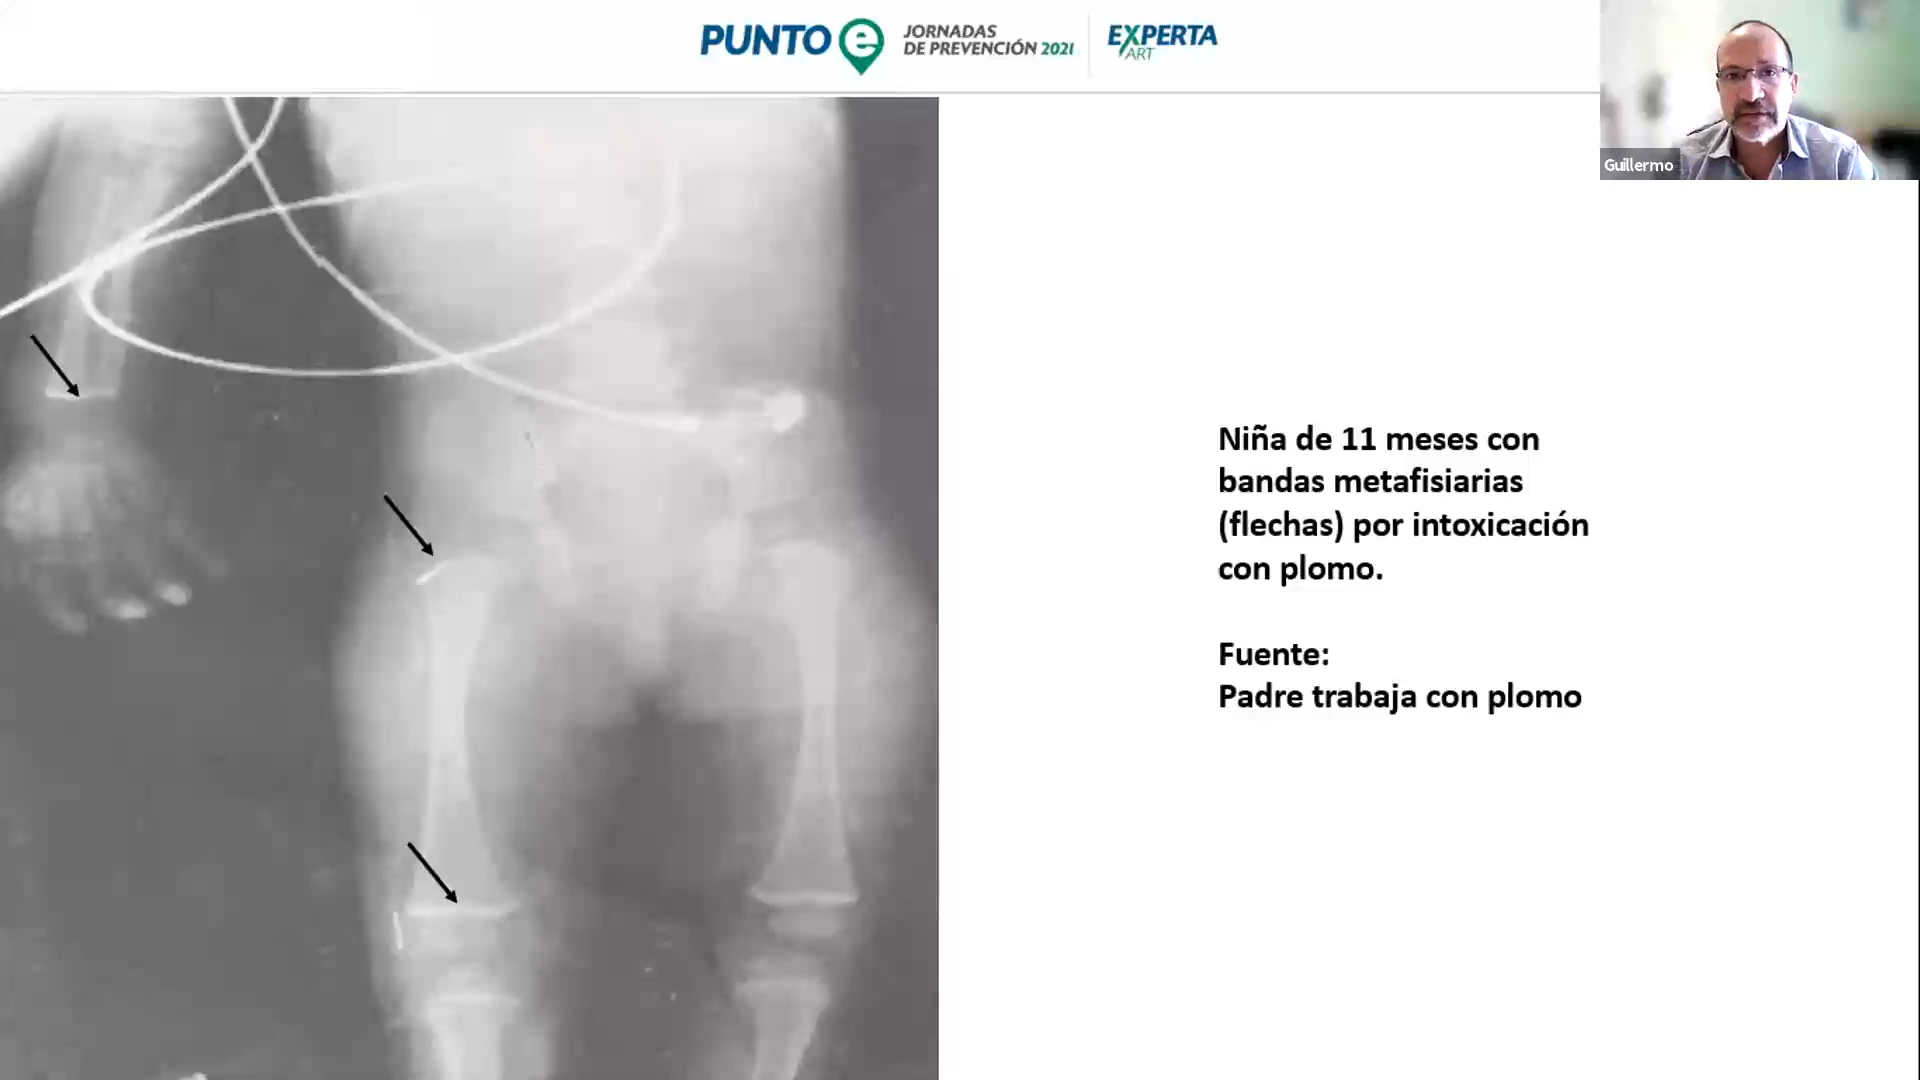 PUNTO e
JORNADAS
DE PREVENCIÓN 2021
EXPERTA
ART
Guillermo
Niña de 11 meses con
bandas metafisiarias
(flechas) por intoxicación
con plomo.
Fuente:
Padre trabaja con plomo